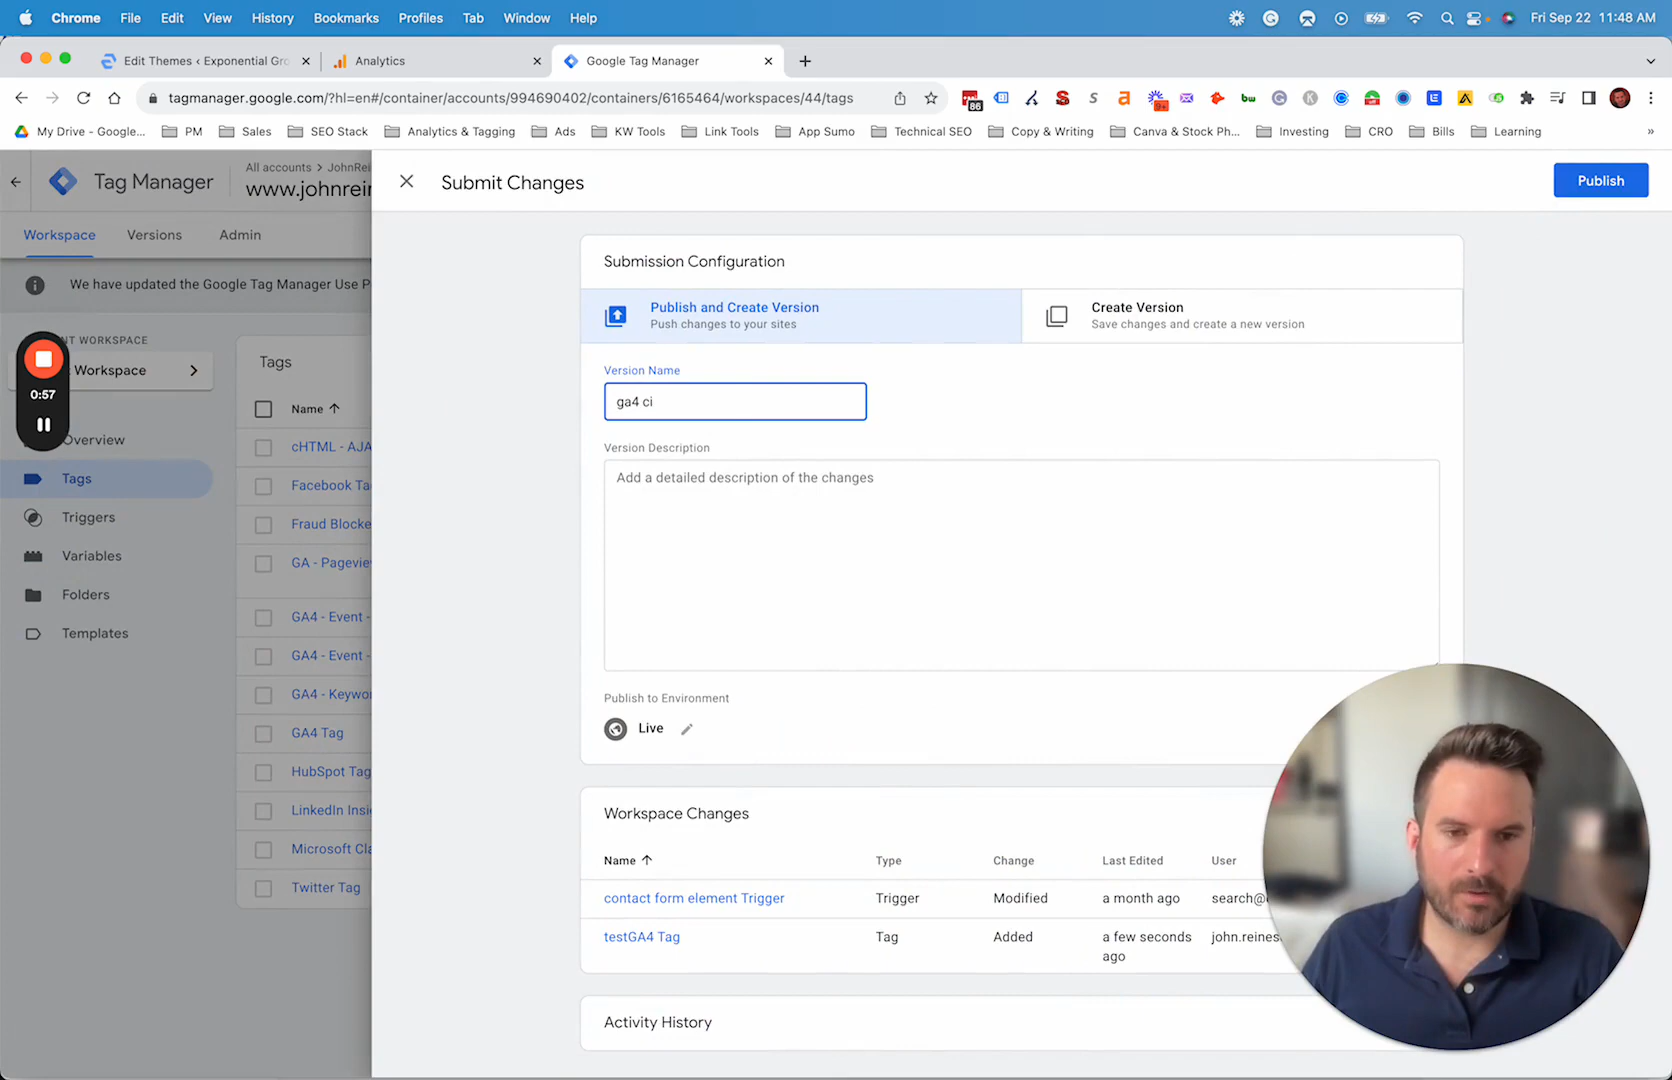 Chrome File Edit View History Bookmarks Profiles Tab Window Help Fri Sep 22 11:48 AM
Edit Themes ‹ Exponential Gro Analytics Google Tag Manager
tagmanager.google.com/?hl=en#/container/accounts/994690402/containers/6165464/workspaces/44/tags 86 9+
My Drive - Google... PM Sales SEO Stack Analytics & Tagging Ads KW Tools Link Tools App Sumo Technical SEO Copy & Writing Canva & Stock Ph... Investing CRO Bills Learning »
Tag Manager
All accounts > JohnRei
www.johnrein
Submit Changes
Publish
Workspace Versions Admin
We have updated the Google Tag Manager Use P
NT WORKSPACE
Workspace
0:57
Overview
Tags
Triggers
Variables
Folders
Templates
Tags
Name
cHTML - AJA
Facebook Ta
Fraud Blocke
GA - Pagevie
GA4 - Event -
GA4 - Event -
GA4 - Keywo
GA4 Tag
HubSpot Tag
LinkedIn Insi
Microsoft Cla
Twitter Tag
Submission Configuration
Publish and Create Version
Push changes to your sites
Create Version
Save changes and create a new version
Version Name
ga4 ci
Version Description
Add a detailed description of the changes
Publish to Environment
Live
Workspace Changes
Name Type Change Last Edited User
contact form element Trigger Trigger Modified a month ago search@
testGA4 Tag Tag Added a few seconds ago john.reines
Activity History